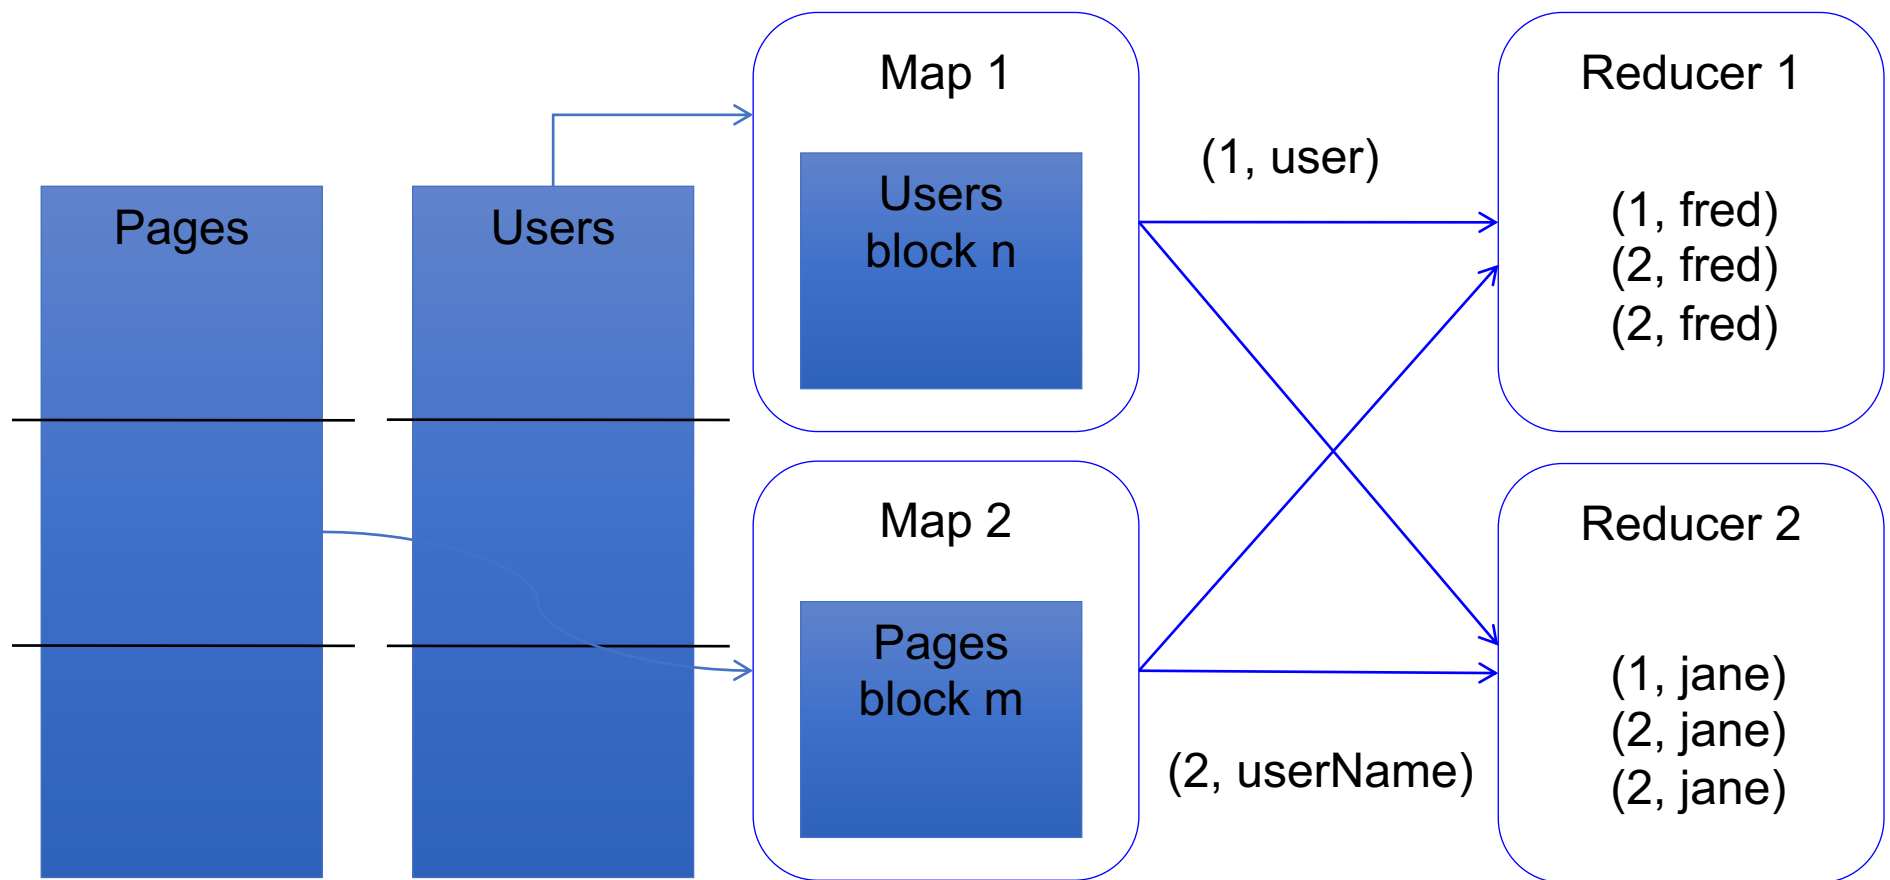 Pages
Users
Map 1
Users
block n
Map 2
Pages
block m
(1, user)
(2, userName)
Reducer 1
(1, fred)
(2, fred)
(2, fred)
Reducer 2
(1, jane)
(2, jane)
(2, jane)